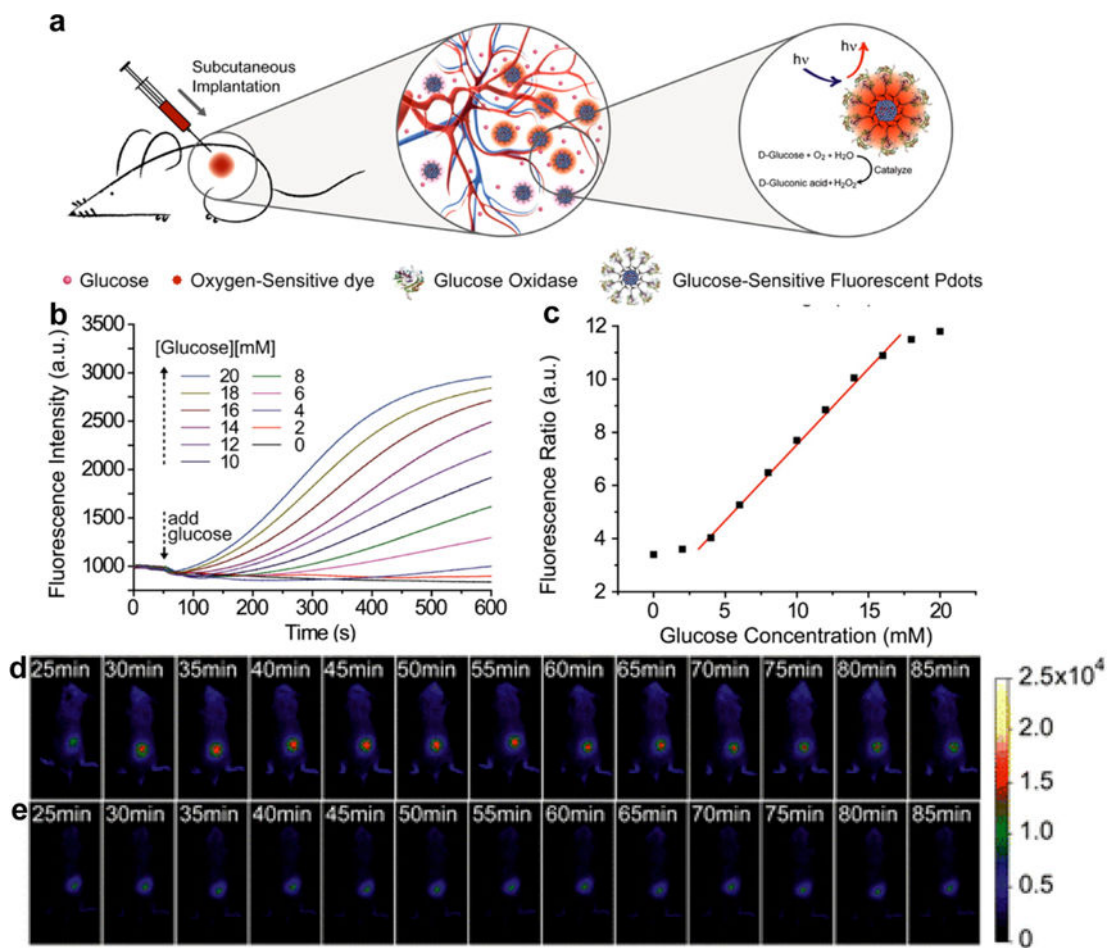 a
Subcutaneous
Implantation
hν
hν
D-Glucose + O2 + H2O
Catalyze
D-Gluconic acid+H2O2
Glucose
Oxygen-Sensitive dye
Glucose Oxidase
Glucose-Sensitive Fluorescent Pdots
b
3500
3000
2500
2000
1750
1500
1250
1000
Fluorescence Intensity (a.u.)
[Glucose][mM]
20 8
18 6
16 4
14 2
12 0
10
add
glucose
0 100 200 300 400 500 600
Time (s)
c
12
10
8
6
4
2
Fluorescence Ratio (a.u.)
0 5 10 15 20
Glucose Concentration (mM)
d
25min 30min 35min 40min 45min 50min 55min 60min 65min 70min 75min 80min 85min
e
25min 30min 35min 40min 45min 50min 55min 60min 65min 70min 75min 80min 85min
2.5x10^4
2.0
1.5
1.0
0.5
0